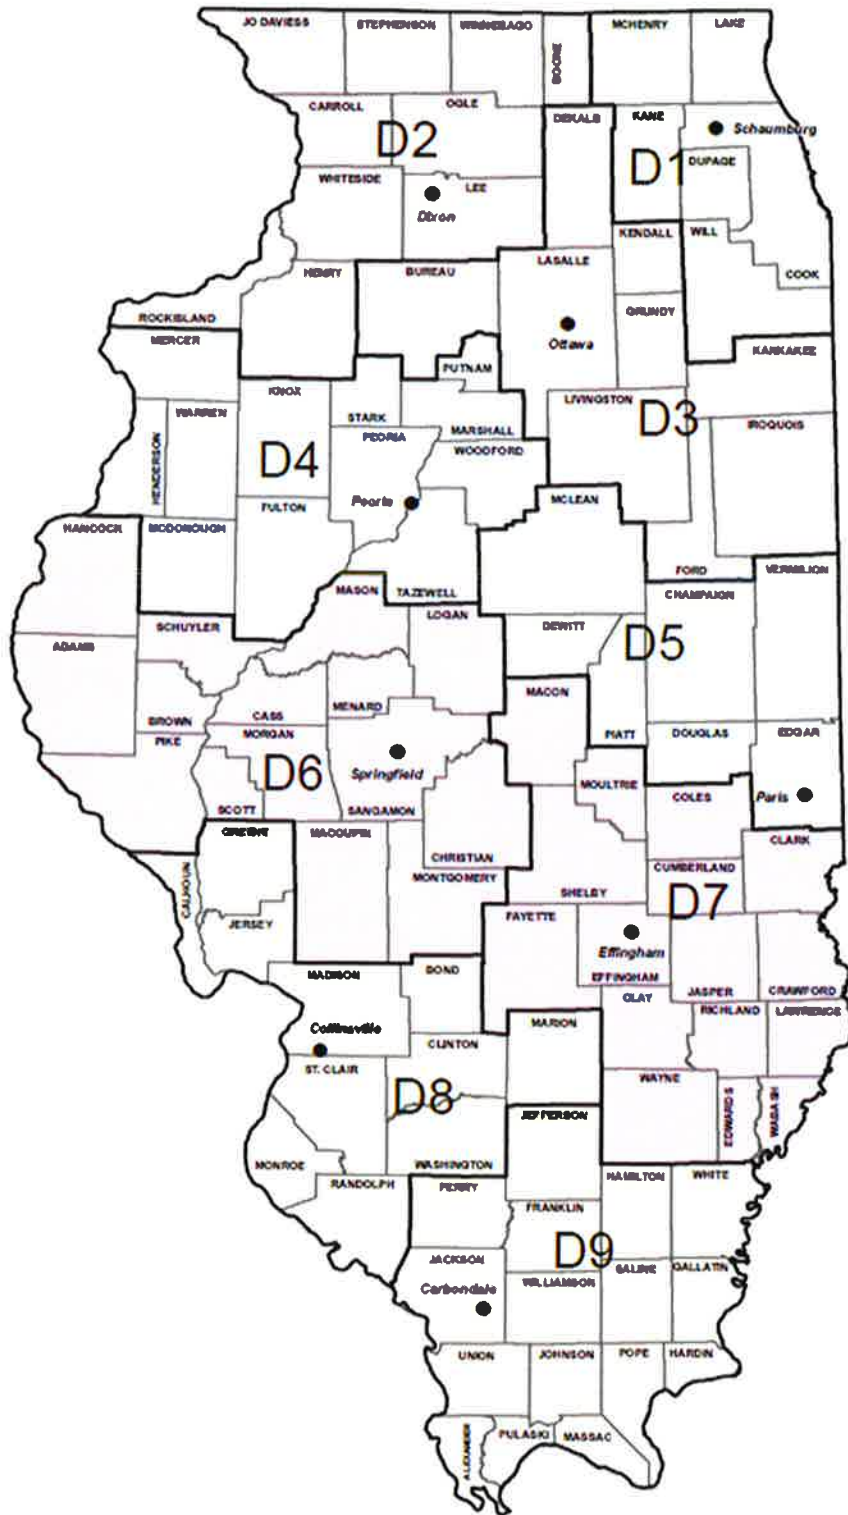 JO DAVIESS
STEPHENSON
WINNEBAGO
BOONE
MCHENRY
LAKE
CARROLL
OGLE
DEKALB
KANE
Schaumburg
D2
D1
DUPAGE
WHITESIDE
LEE
Dixon
KENDALL
WILL
LASALLE
HENRY
BUREAU
COOK
ROCK ISLAND
GRUNDY
MERCER
Ottawa
KANKAKEE
PUTNAM
KNOX
LIVINGSTON
WARREN
STARK
D3
IROQUOIS
MARSHALL
PEORIA
HENDERSON
D4
WOODFORD
Peoria
MCLEAN
FULTON
HANCOCK
MCDONOUGH
FORD
VERMILION
MASON
TAZEWELL
CHAMPAIGN
LOGAN
SCHUYLER
DEWITT
ADAMS
D5
MENARD
MACON
BROWN
CASS
PIKE
MORGAN
PIATT
DOUGLAS
EDGAR
D6
Springfield
MOULTRIE
Paris
SCOTT
SANGAMON
COLES
GREENE
MACOUPIN
CLARK
CHRISTIAN
CUMBERLAND
CALHOUN
MONTGOMERY
SHELBY
D7
FAYETTE
JERSEY
Effingham
MADISON
BOND
EFFINGHAM
JASPER
CRAWFORD
CLAY
RICHLAND
LAWRENCE
Collinsville
MARION
CLINTON
ST. CLAIR
WAYNE
D8
EDWARDS
WABASH
JEFFERSON
MONROE
WASHINGTON
HAMILTON
WHITE
RANDOLPH
PERRY
FRANKLIN
D9
JACKSON
SALINE
GALLATIN
Carbondale
WILLIAMSON
UNION
JOHNSON
POPE
HARDIN
ALEXANDER
PULASKI
MASSAC